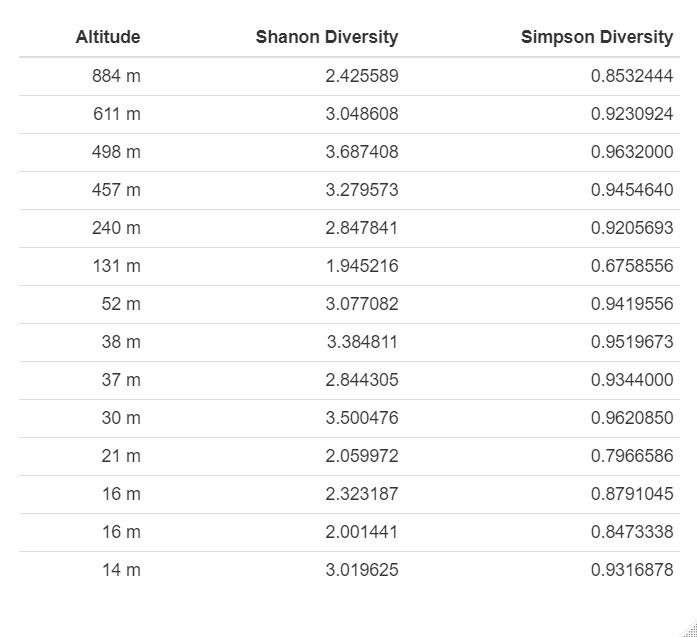 Altitude Shanon Diversity Simpson Diversity
884 m 2.425589 0.8532444
611 m 3.048608 0.9230924
498 m 3.687408 0.9632000
457 m 3.279573 0.9454640
240 m 2.847841 0.9205693
131 m 1.945216 0.6758556
52 m 3.077082 0.9419556
38 m 3.384811 0.9519673
37 m 2.844305 0.9344000
30 m 3.500476 0.9620850
21 m 2.059972 0.7966586
16 m 2.323187 0.8791045
16 m 2.001441 0.8473338
14 m 3.019625 0.9316878